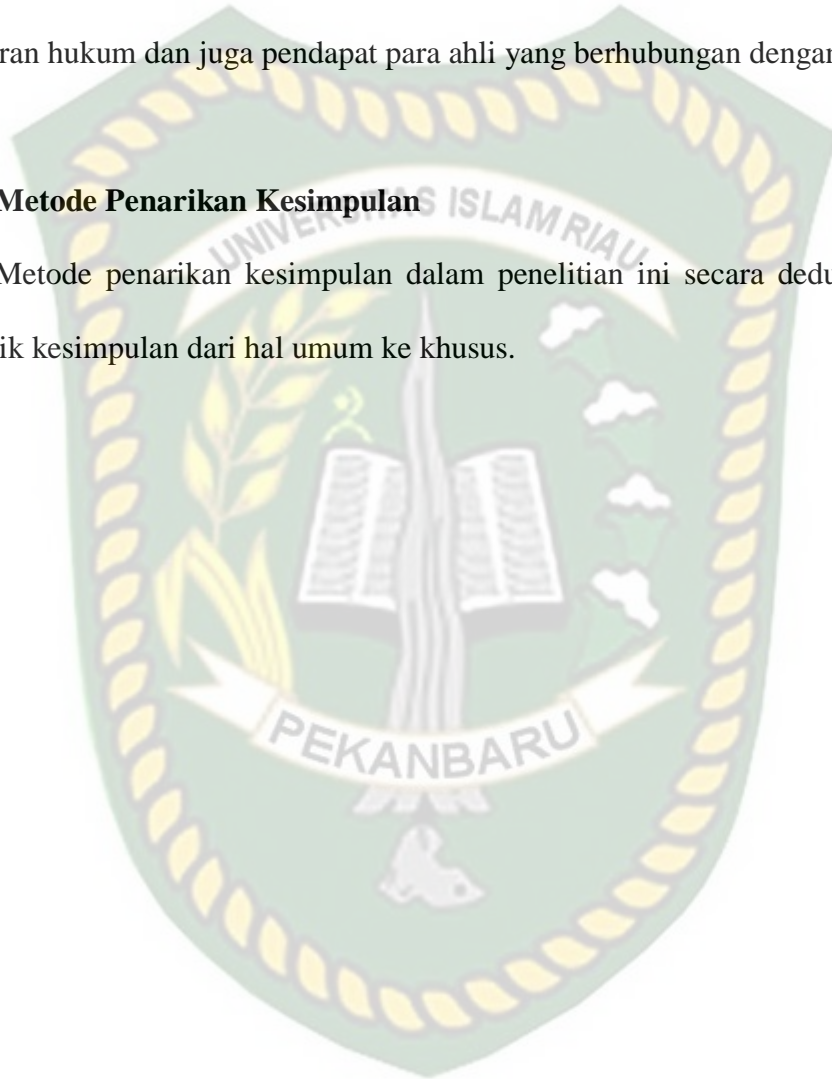 ran hukum dan juga pendapat para ahli yang berhubungan dengan
Metode Penarikan Kesimpulan
UNIVERSITAS ISLAM RIAU
Metode penarikan kesimpulan dalam penelitian ini secara dedu
ik kesimpulan dari hal umum ke khusus.
PEKANBARU